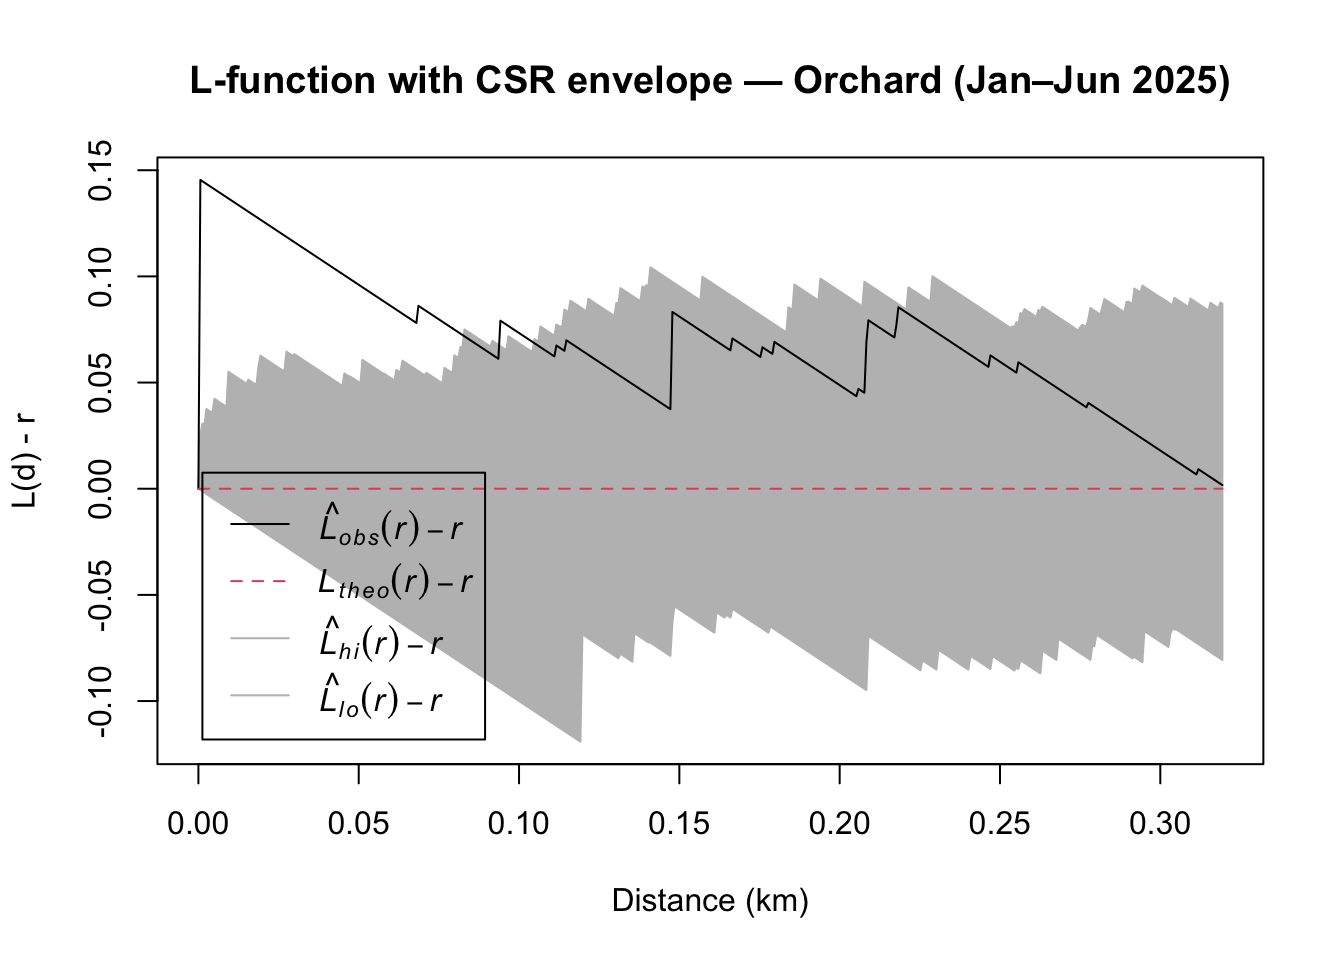 L-function with CSR envelope — Orchard (Jan–Jun 2025)
L(d) - r
0.15
0.10
0.05
0.00
-0.05
-0.10
L̂obs(r) – r
Ltheo(r) – r
L̂hi(r) – r
L̂lo(r) – r
0.00 0.05 0.10 0.15 0.20 0.25 0.30
Distance (km)